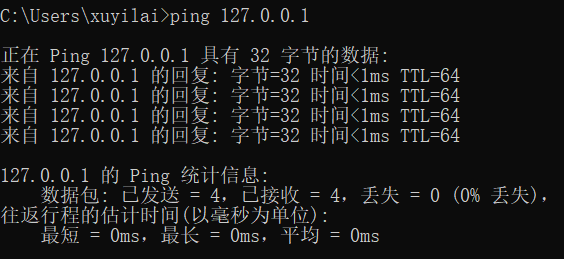 C:\Users\xuyilai>ping 127.0.0.1
正在 Ping 127.0.0.1 具有 32 字节的数据:
来自 127.0.0.1 的回复: 字节=32 时间<1ms TTL=64
来自 127.0.0.1 的回复: 字节=32 时间<1ms TTL=64
来自 127.0.0.1 的回复: 字节=32 时间<1ms TTL=64
来自 127.0.0.1 的回复: 字节=32 时间<1ms TTL=64
127.0.0.1 的 Ping 统计信息:
数据包: 已发送 = 4，已接收 = 4，丢失 = 0 (0% 丢失)，
往返行程的估计时间(以毫秒为单位):
最短 = 0ms，最长 = 0ms，平均 = 0ms